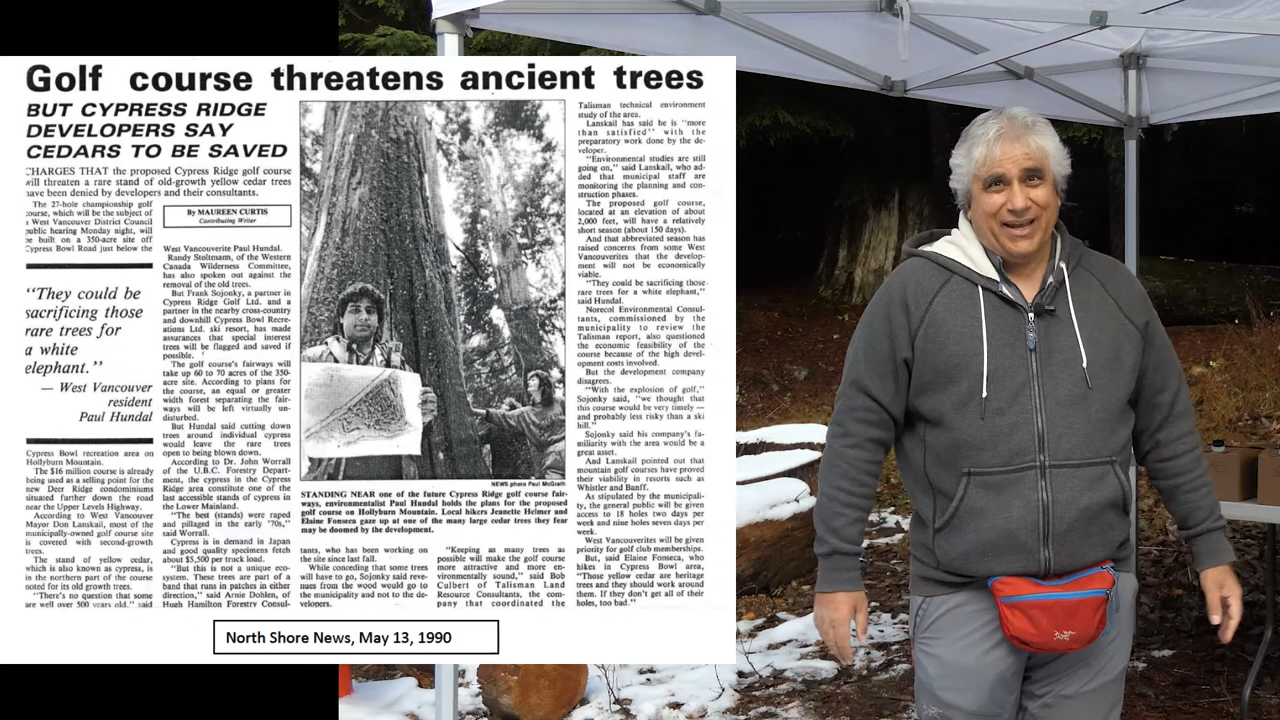 Golf course threatens ancient trees
BUT CYPRESS RIDGE
DEVELOPERS SAY
CEDARS TO BE SAVED
CHARGES THAT the proposed Cypress Ridge golf course
will threaten a rare stand of old-growth yellow cedar trees
have been denied by developers and their consultants.
The 27-hole championship golf
course, which will be the subject of
a West Vancouver District Council
public hearing Monday night, will
be built on a 350-acre site off
Cypress Bowl Road just below the
“They could be
sacrificing those
rare trees for
a white
elephant.”
— West Vancouver
resident
Paul Hundal
Cypress Bowl recreation area on
Hollyburn Mountain.
The $16 million course is already
being used as a selling point for the
new Deer Ridge condominiums
situated further down the road
near the Upper Levels Highway.
According to West Vancouver
Mayor Don Lanskail, most of the
municipally-owned golf course site
is covered with second-growth
trees.
The stand of yellow cedar,
which is also known as cypress, is
in the northern part of the course
noted for its old growth trees.
“There's no question that some
are well over 500 years old,” said
By MAUREEN CURTIS
Contributing Writer
West Vancouverite Paul Hundal.
Randy Stoltmann, of the Western
Canada Wilderness Committee,
has also spoken out against the
removal of the old trees.
But Frank Sojonky, a partner in
Cypress Ridge Golf Ltd. and a
partner in the nearby cross-country
and downhill Cypress Bowl Recre-
ations Ltd. ski resort, has made
assurances that special interest
trees will be flagged and saved if
possible.
The golf course's fairways will
take up 60 to 70 acres of the 350-
acre site. According to plans for
the course, an equal or greater
width forest separating the fair-
ways will be left virtually un-
disturbed.
But Hundal said cutting down
trees around individual cypress
would leave the rare trees
open to being blown down.
According to Dr. John Worrall
of the U.B.C. Forestry Depart-
ment, the cypress in the Cypress
Ridge area constitute one of the
last accessible stands of cypress in
the Lower Mainland.
“The best (stands) were raped
and pillaged in the early '70s,”
said Worrall.
Cypress is in demand in Japan
and good quality specimens fetch
about $5,500 per truck load.
“But this is not a unique eco-
system. These trees are part of a
band that runs in patches in either
direction,” said Arne Dohlen, of
Hugh Hamilton Forestry Consul-
NEWS photo Paul McGrath
STANDING NEAR one of the future Cypress Ridge golf course fair-
ways, environmentalist Paul Hundal holds the plans for the proposed
golf course on Hollyburn Mountain. Local hikers Jeanette Helmer and
Elaine Fonseca gaze up at one of the many large cedar trees they fear
may be doomed by the development.
tants, who has been working on
the site since last fall.
While conceding that some trees
will have to go, Sojonky said reve-
nues from the wood would go to
the municipality and not to the de-
velopers.
“Keeping as many trees as
possible will make the golf course
more attractive and more en-
vironmentally sound,” said Bob
Culbert of Talisman Land
Resource Consultants, the com-
pany that coordinated the
Talisman technical environment
study of the area.
Lanskail has said he is “more
than satisfied” with the
preparatory work done by the de-
veloper.
“Environmental studies are still
going on,” said Lanskail, who ad-
ded that municipal staff are
monitoring the planning and con-
struction phases.
The proposed golf course,
located at an elevation of about
2,000 feet, will have a relatively
short season (about 150 days).
And that abbreviated season has
raised concerns from some West
Vancouverites that the develop-
ment will not be economically
viable.
“They could be sacrificing those
rare trees for a white elephant,”
said Hundal.
Norecol Environmental Consul-
tants, commissioned by the
municipality to review the
Talisman report, also questioned
the economic feasibility of the
course because of the high devel-
opment costs involved.
But the development company
disagrees.
“With the explosion of golf,”
Sojonky said, “we thought that
this course would be very timely —
and probably less risky than a ski
hill.”
Sojonky said his company's fa-
miliarity with the area would be a
great asset.
And Lanskail pointed out that
mountain golf courses have proved
their viability in resorts such as
Whistler and Banff.
As stipulated by the municipali-
ty, the general public will be given
access to 18 holes two days per
week and nine holes seven days per
week.
West Vancouverites will be given
priority for golf club memberships.
But, said Elaine Fonseca, who
hikes in Cypress Bowl area,
“Those yellow cedar are heritage
trees and they should work around
them. If they don't get all of their
holes, too bad.”
North Shore News, May 13, 1990